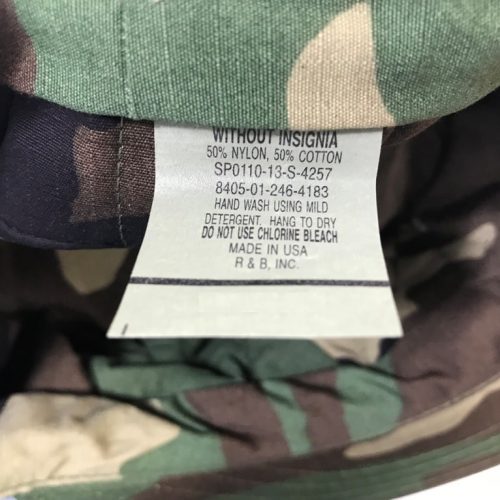 WITHOUT INSIGNIA
50% NYLON, 50% COTTON
SP0110-13-S-4257
8405-01-246-4183
HAND WASH USING MILD
DETERGENT. HANG TO DRY
DO NOT USE CHLORINE BLEACH
MADE IN USA
R & B, INC.